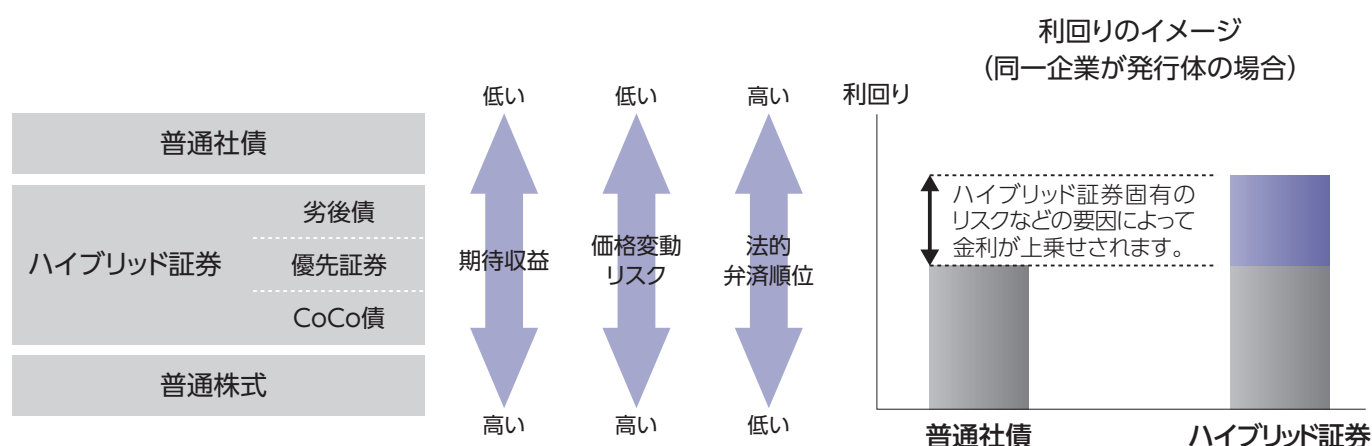 普通社債
ハイブリッド証券
劣後債
優先証券
CoCo債
普通株式
低い
期待収益
高い
低い
価格変動
リスク
高い
高い
法的
弁済順位
低い
利回りのイメージ
（同一企業が発行体の場合）
利回り
ハイブリッド証券固有の
リスクなどの要因によって
金利が上乗せされます。
普通社債
ハイブリッド証券